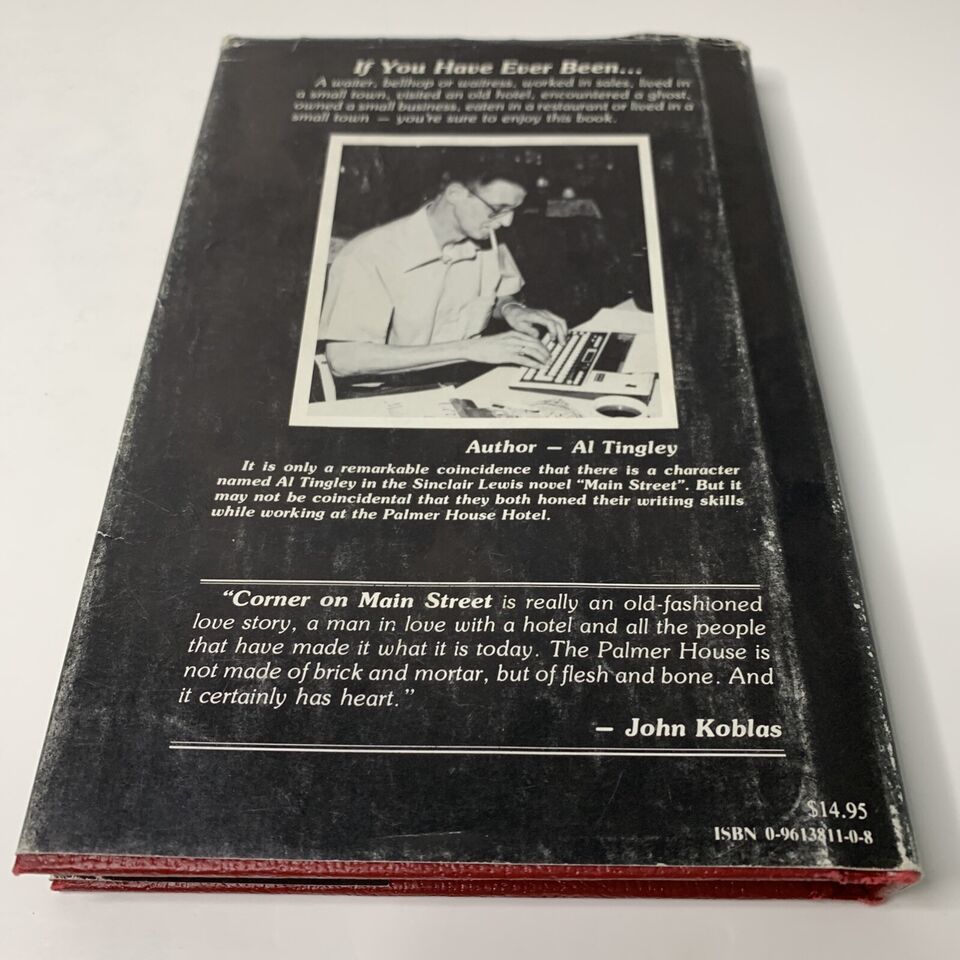 If You Have Ever Been...
A waiter, bellhop or waitress, worked in sales, lived in
a small town, visited an old hotel, encountered a ghost,
owned a small business, eaten in a restaurant or lived in a
small town — you're sure to enjoy this book.
Author — Al Tingley
It is only a remarkable coincidence that there is a character
named Al Tingley in the Sinclair Lewis novel "Main Street". But it
may not be coincidental that they both honed their writing skills
while working at the Palmer House Hotel.
"Corner on Main Street is really an old-fashioned
love story, a man in love with a hotel and all the people
that have made it what it is today. The Palmer House is
not made of brick and mortar, but of flesh and bone. And
it certainly has heart."
— John Koblas
$14.95
ISBN 0-9613811-0-8